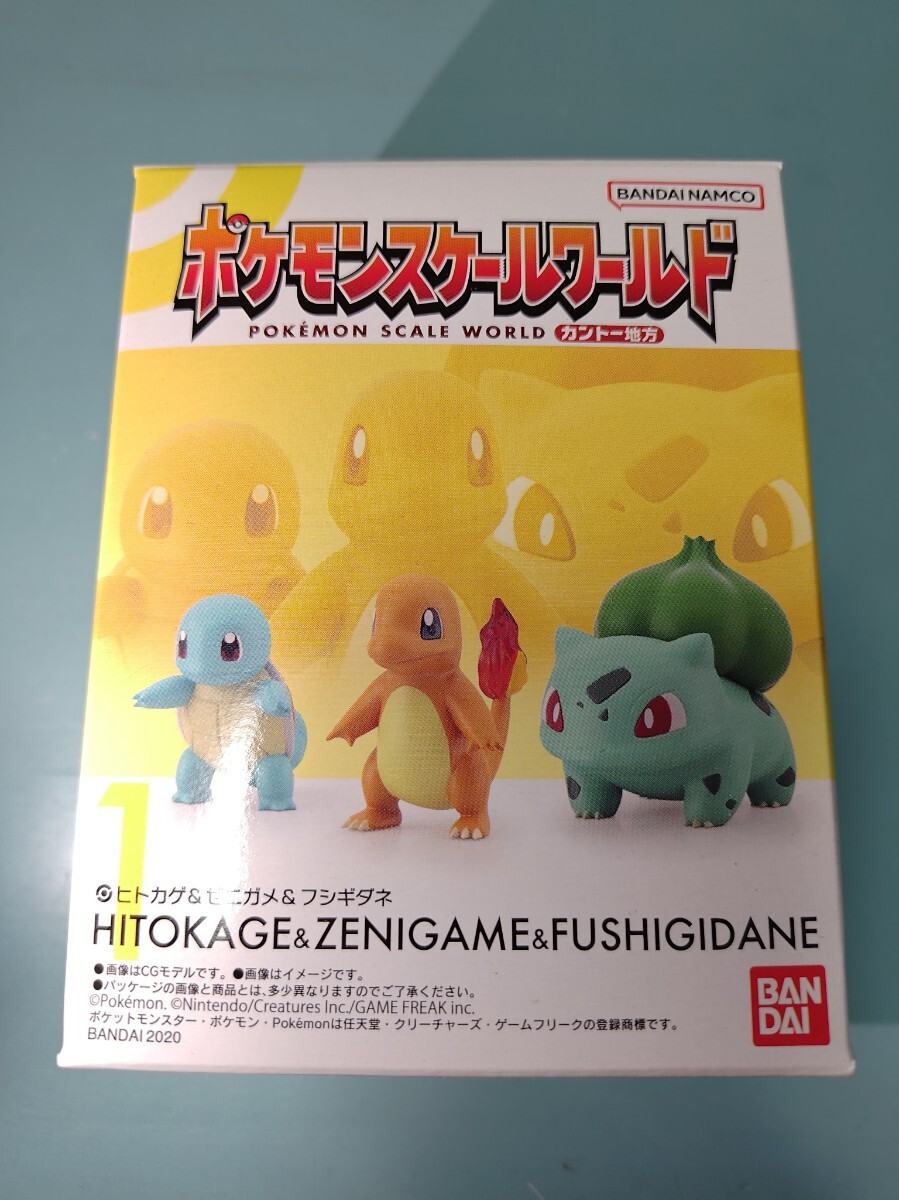 BANDAI NAMCO
ポケモンスケールワールド
POKÉMON SCALE WORLD カントー地方
1
ヒトカゲ&ゼニガメ&フシギダネ
HITOKAGE&ZENIGAME&FUSHIGIDANE
●画像はCGモデルです。●画像はイメージです。
●パッケージの画像と商品とは、多少異なりますのでご了承ください。
©Pokémon. ©Nintendo/Creatures Inc./GAME FREAK inc.
ポケットモンスター・ポケモン・Pokémonは任天堂・クリーチャーズ・ゲームフリークの登録商標です。
BANDAI 2020
BAN
DAI